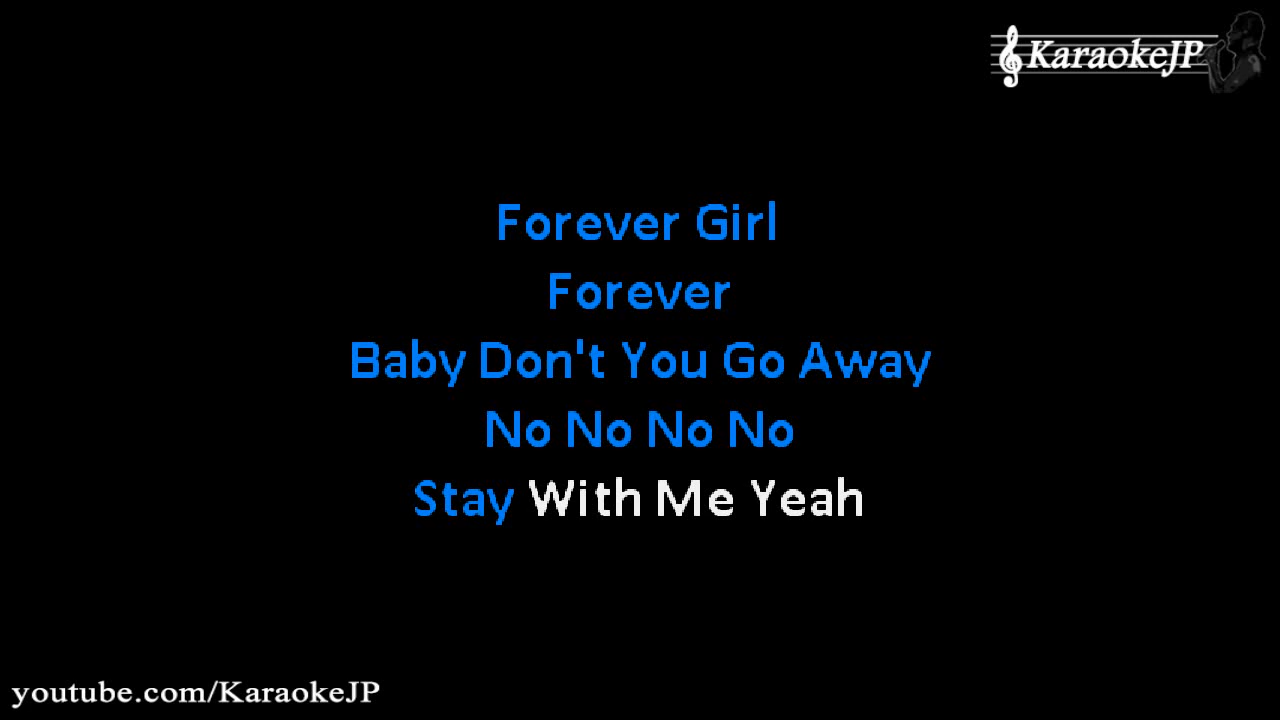 KaraokeJP
Forever Girl
Forever
Baby Don't You Go Away
No No No No
Stay With Me Yeah
youtube.com/KaraokeJP